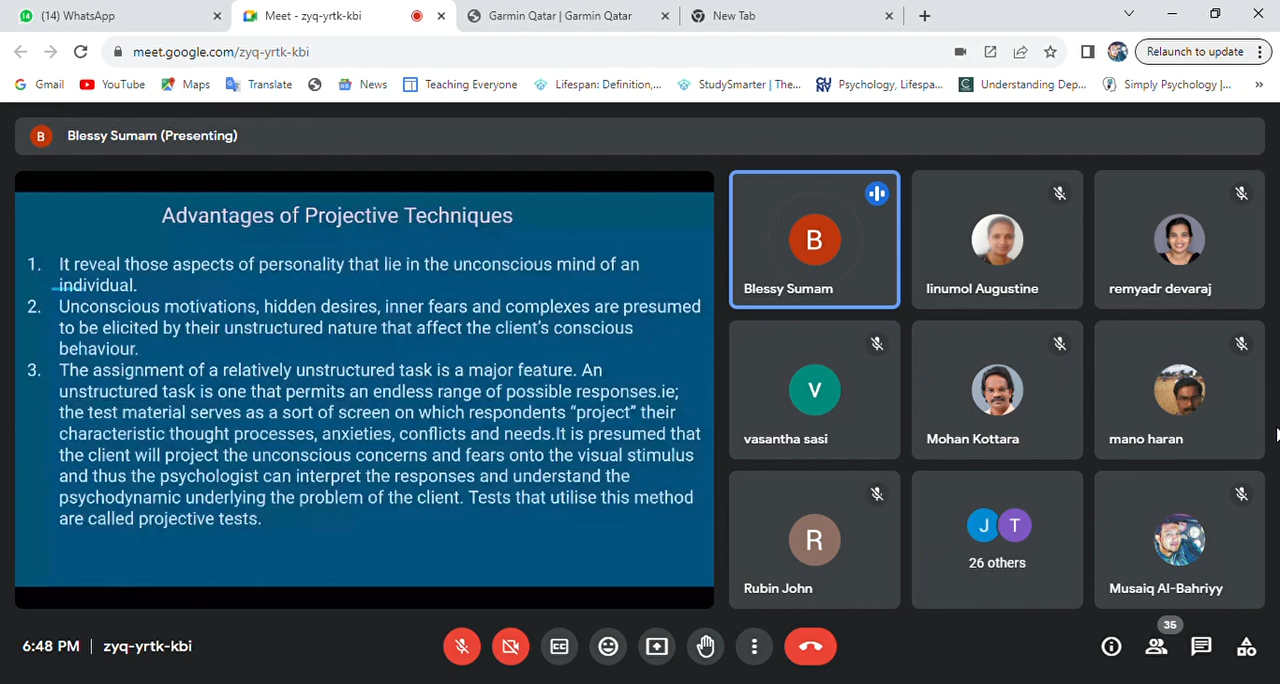 (14) WhatsApp
Meet - zyq-yrtk-kbi
Garmin Qatar | Garmin Qatar
New Tab
meet.google.com/zyq-yrtk-kbi
Relaunch to update
Gmail
YouTube
Maps
Translate
News
Teaching Everyone
Lifespan: Definition,...
StudySmarter | The...
Psychology, Lifespa...
Understanding Dep...
Simply Psychology |...
B
Blessy Sumam (Presenting)
Advantages of Projective Techniques
1. It reveal those aspects of personality that lie in the unconscious mind of an
individual.
2. Unconscious motivations, hidden desires, inner fears and complexes are presumed
to be elicited by their unstructured nature that affect the client's conscious
behaviour.
3. The assignment of a relatively unstructured task is a major feature. An
unstructured task is one that permits an endless range of possible responses.ie;
the test material serves as a sort of screen on which respondents "project" their
characteristic thought processes, anxieties, conflicts and needs.It is presumed that
the client will project the unconscious concerns and fears onto the visual stimulus
and thus the psychologist can interpret the responses and understand the
psychodynamic underlying the problem of the client. Tests that utilise this method
are called projective tests.
B
Blessy Sumam
linumol Augustine
remyadr devaraj
V
vasantha sasi
Mohan Kottara
mano haran
R
Rubin John
J T
26 others
Musaiq Al-Bahriyy
6:48 PM | zyq-yrtk-kbi
CC
35